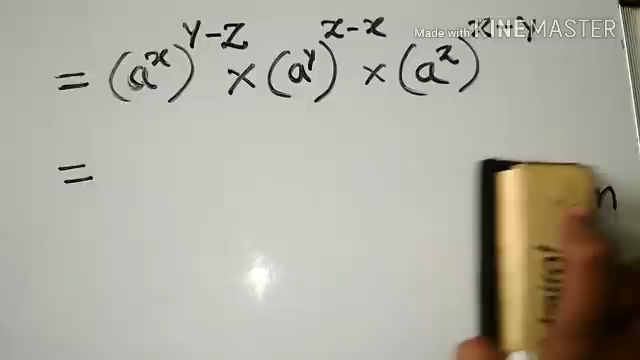 Made with KINEMASTER
= (a^x)^{y-z} × (a^y)^{z-x} × (a^z)^{x-y}
=
n